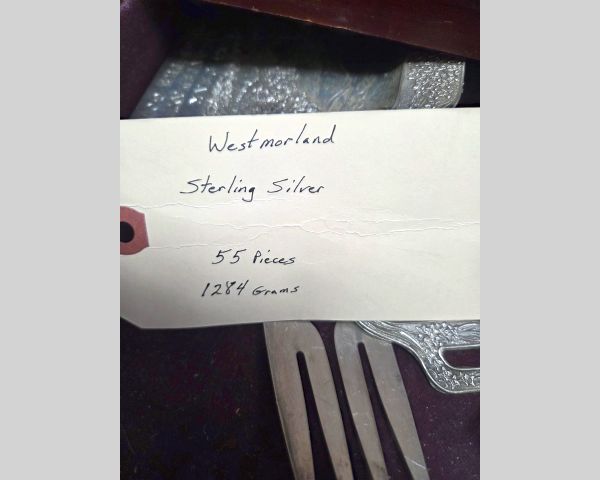 Westmorland
Sterling Silver
55 Pieces
1284 Grams